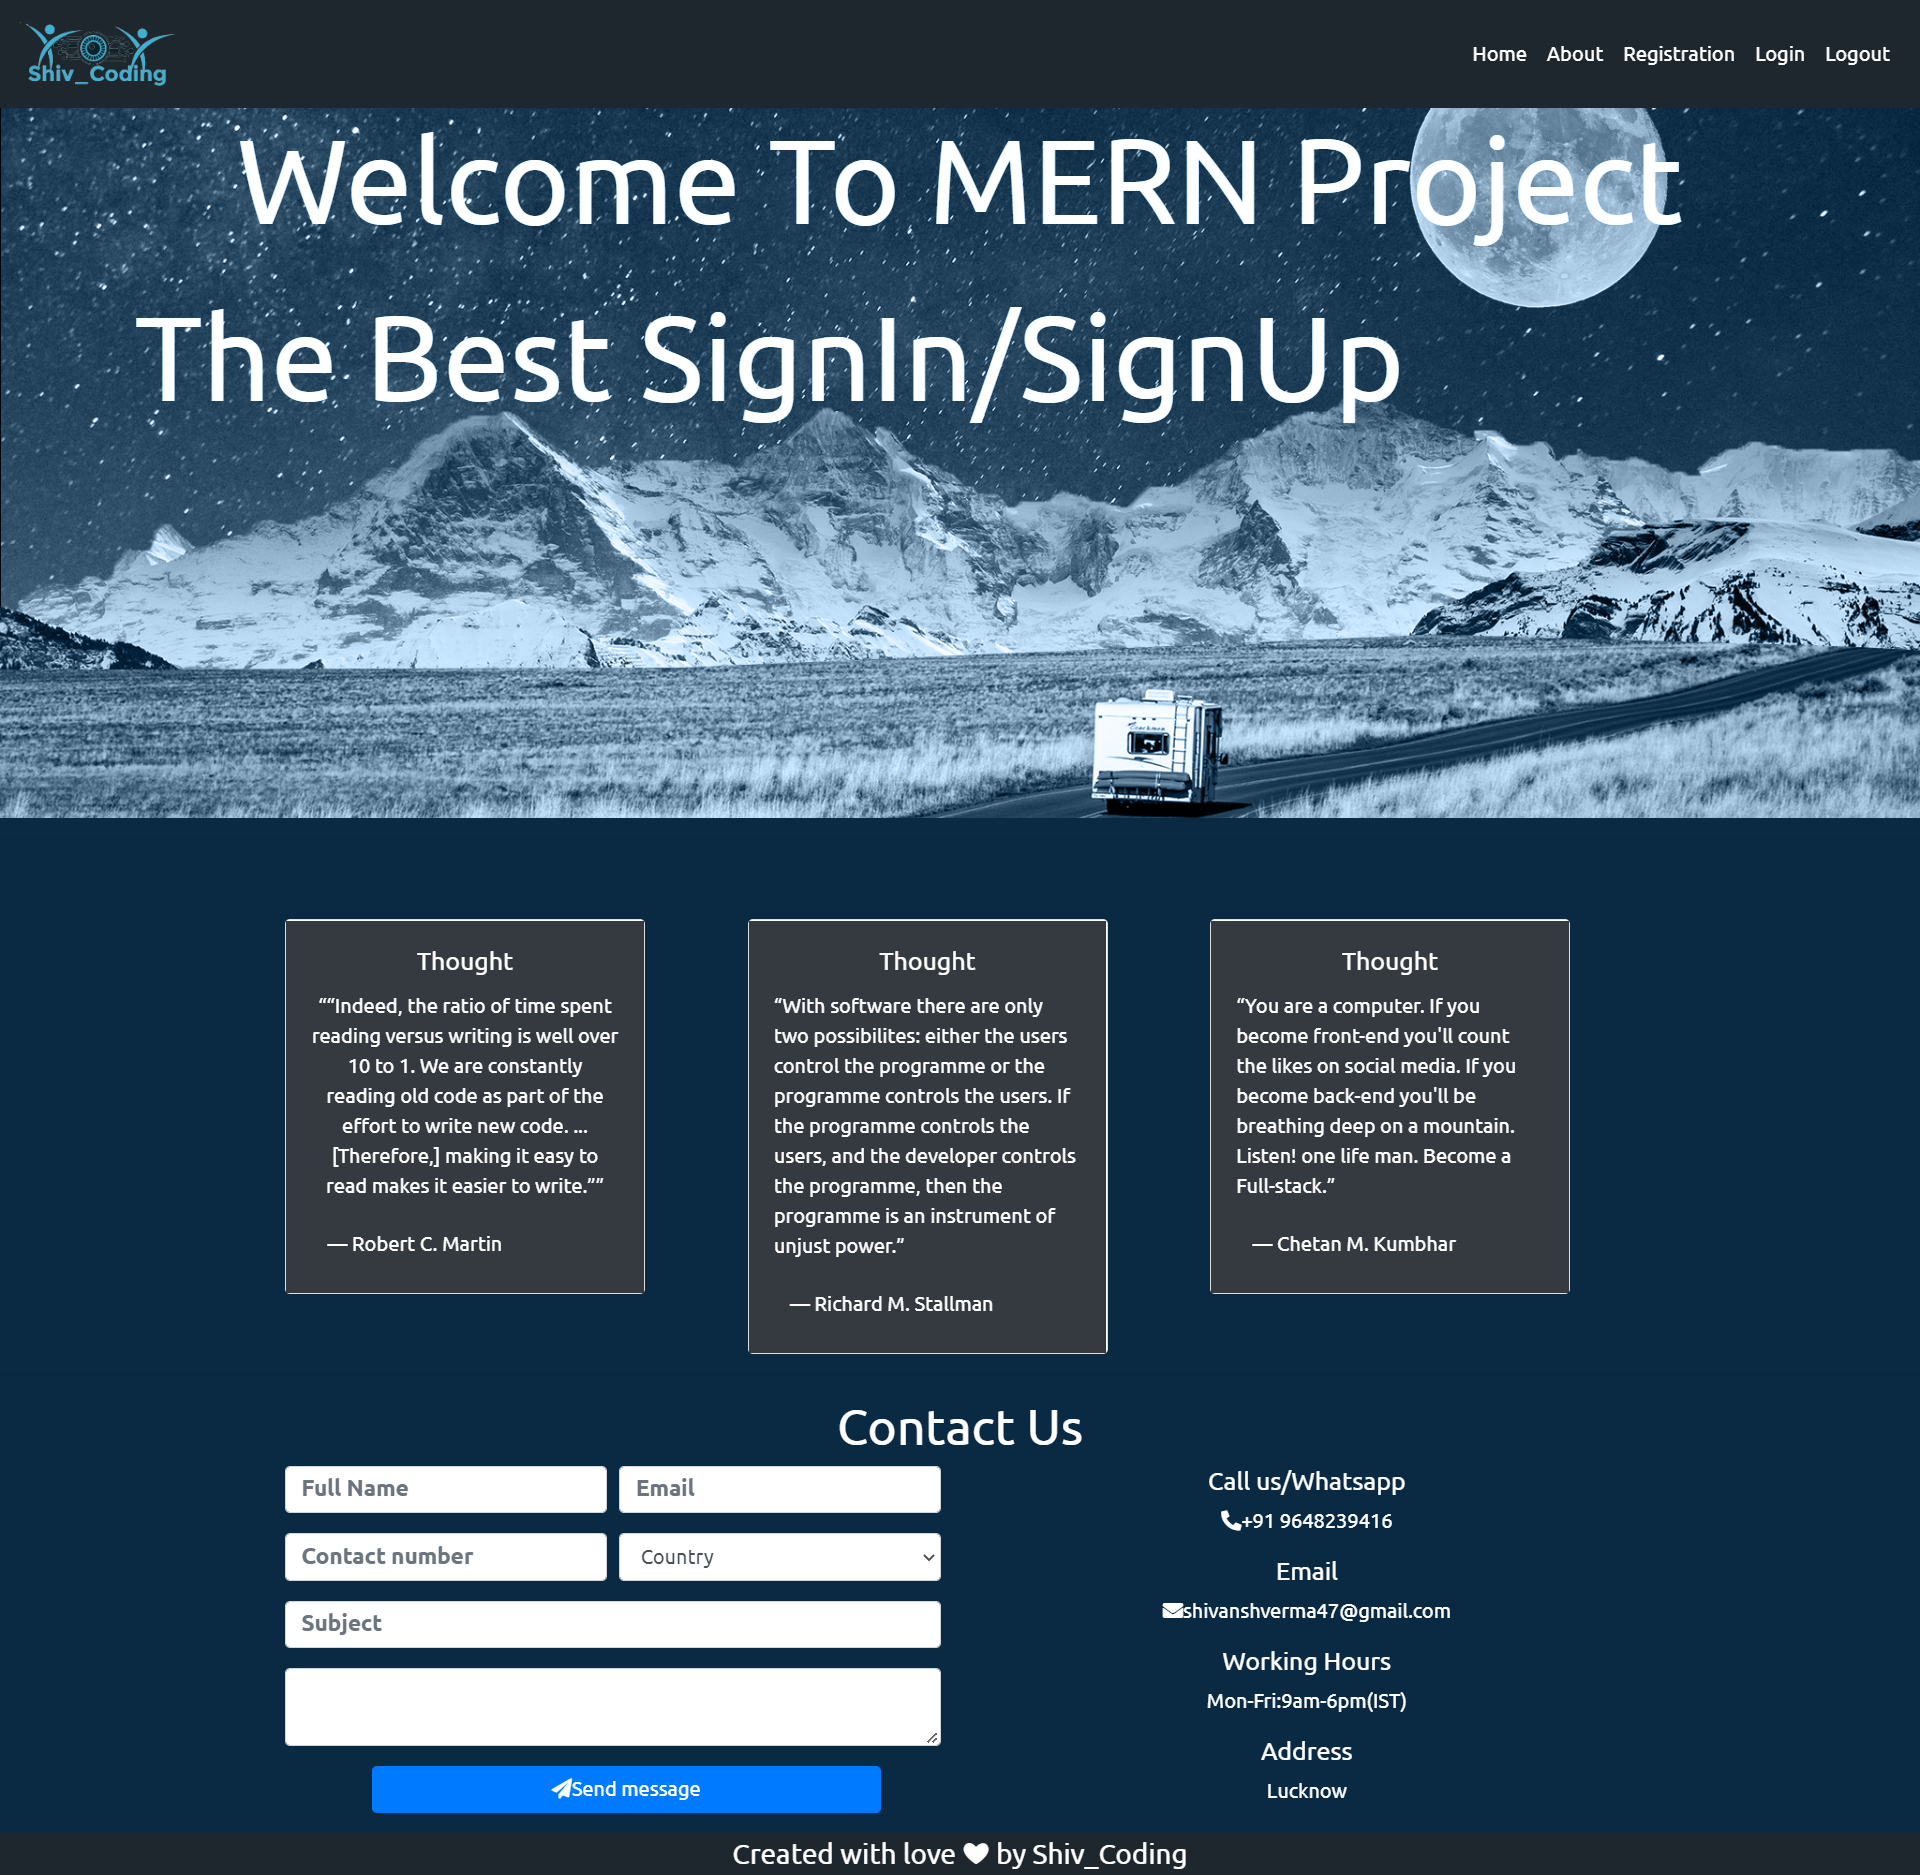 Shiv_Coding
Home About Registration Login Logout
Welcome To MERN Project
The Best SignIn/SignUp
Thought
““Indeed, the ratio of time spent
reading versus writing is well over
10 to 1. We are constantly
reading old code as part of the
effort to write new code. ...
[Therefore,] making it easy to
read makes it easier to write.””
— Robert C. Martin
Thought
“With software there are only
two possibilites: either the users
control the programme or the
programme controls the users. If
the programme controls the
users, and the developer controls
the programme, then the
programme is an instrument of
unjust power.”
— Richard M. Stallman
Thought
“You are a computer. If you
become front-end you'll count
the likes on social media. If you
become back-end you'll be
breathing deep on a mountain.
Listen! one life man. Become a
Full-stack.”
— Chetan M. Kumbhar
Contact Us
Full Name
Email
Contact number
Country
Subject
Send message
Call us/Whatsapp
+91 9648239416
Email
shivanshverma47@gmail.com
Working Hours
Mon-Fri:9am-6pm(IST)
Address
Lucknow
Created with love by Shiv_Coding